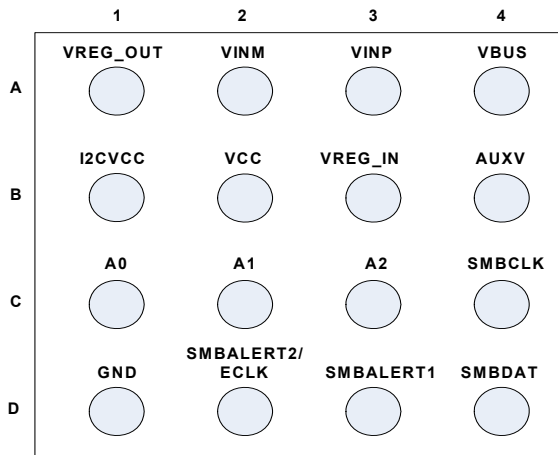 1 2 3 4
A
VREG_OUT VINM VINP VBUS
B
I2CVCC VCC VREG_IN AUXV
C
A0 A1 A2 SMBCLK
D
GND SMBALERT2/
ECLK SMBALERT1 SMBDAT